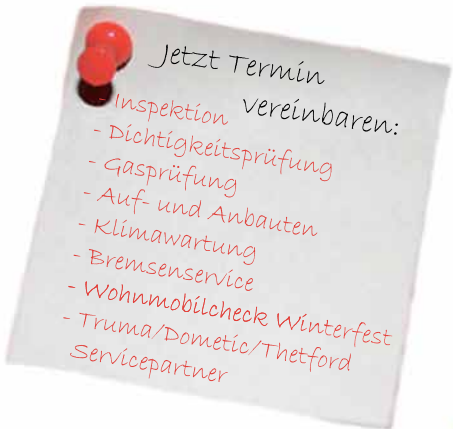 Jetzt Termin
vereinbaren:
- Inspektion
- Dichtigkeitsprüfung
- Gasprüfung
- Auf- und Anbauten
- Klimawartung
- Bremsenservice
- Wohnmobilcheck Winterfest
- Truma/Dometic/Thetford
Servicepartner